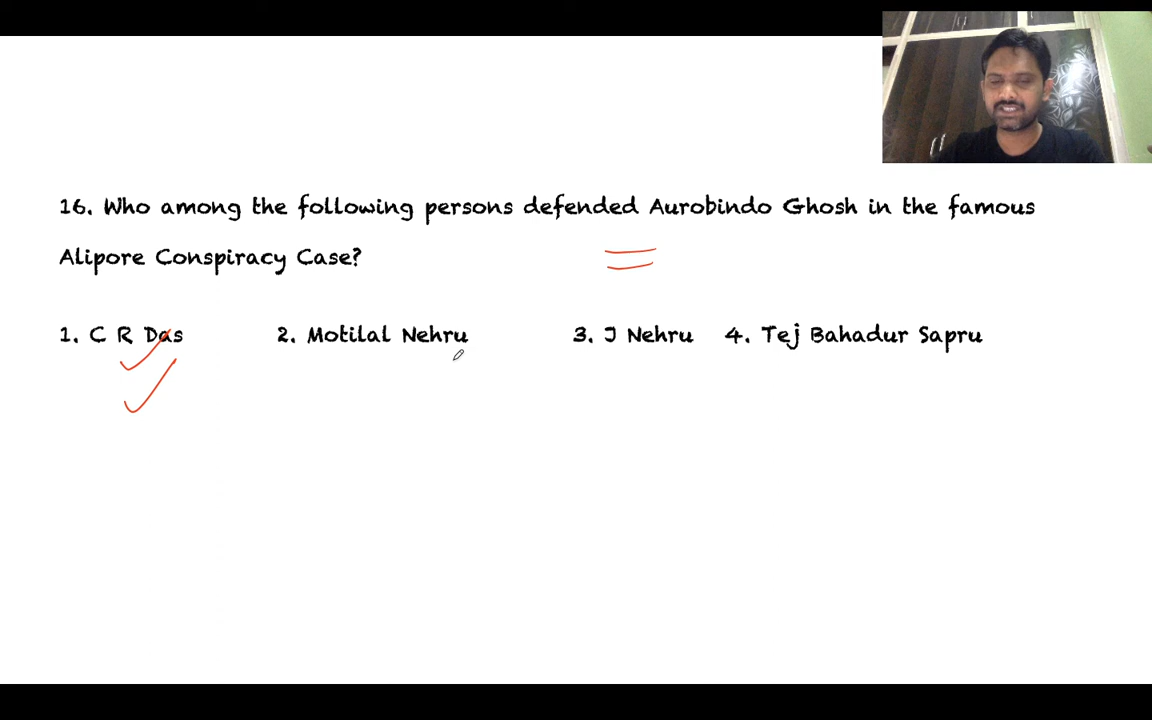 16. Who among the following persons defended Aurobindo Ghosh in the famous
Alipore Conspiracy Case?
1. C R Das 2. Motilal Nehru 3. J Nehru 4. Tej Bahadur Sapru